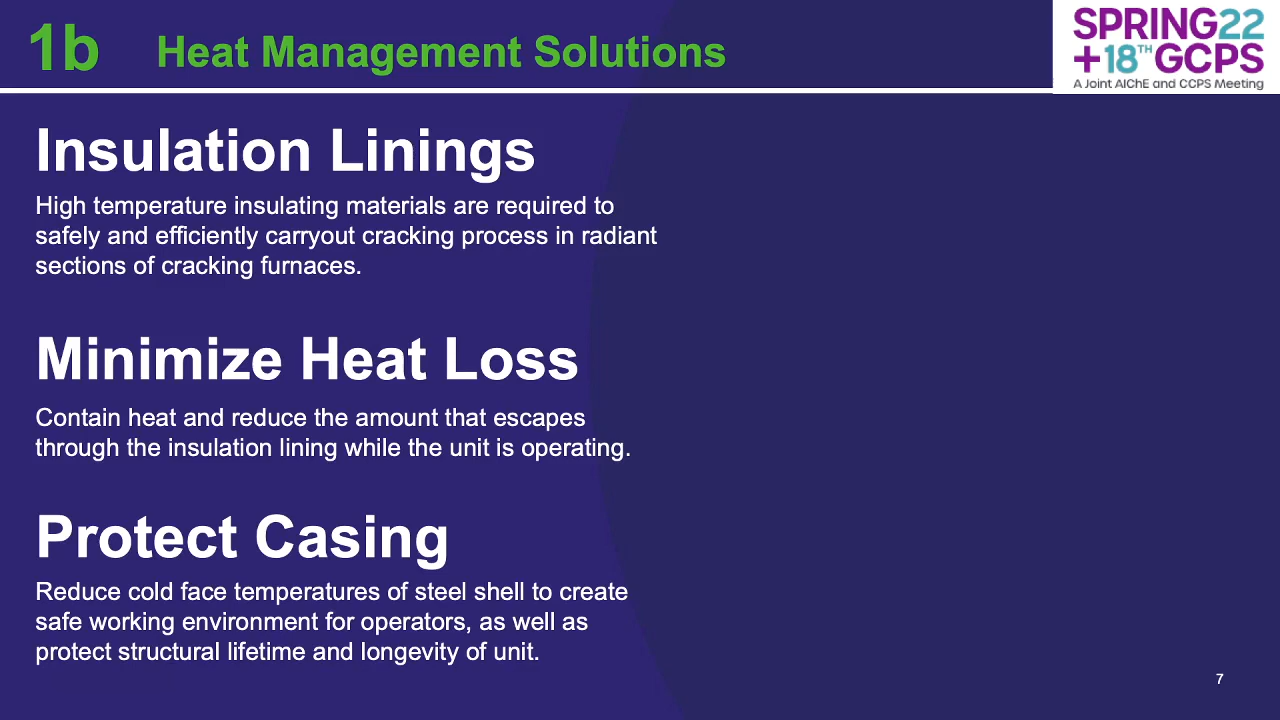 1b Heat Management Solutions
SPRING22
+18TH GCPS
A Joint AIChE and CCPS Meeting
Insulation Linings
High temperature insulating materials are required to
safely and efficiently carryout cracking process in radiant
sections of cracking furnaces.
Minimize Heat Loss
Contain heat and reduce the amount that escapes
through the insulation lining while the unit is operating.
Protect Casing
Reduce cold face temperatures of steel shell to create
safe working environment for operators, as well as
protect structural lifetime and longevity of unit.
7